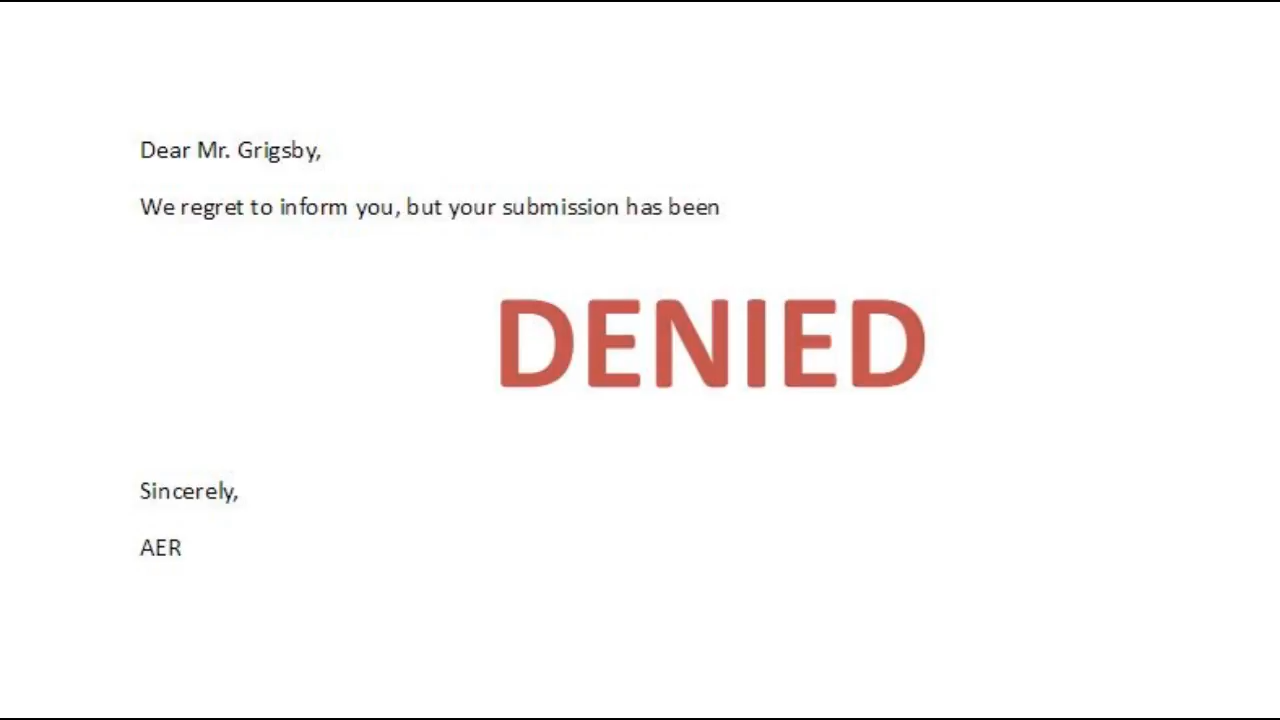 Dear Mr. Grigsby,
We regret to inform you, but your submission has been
DENIED
Sincerely,
AER